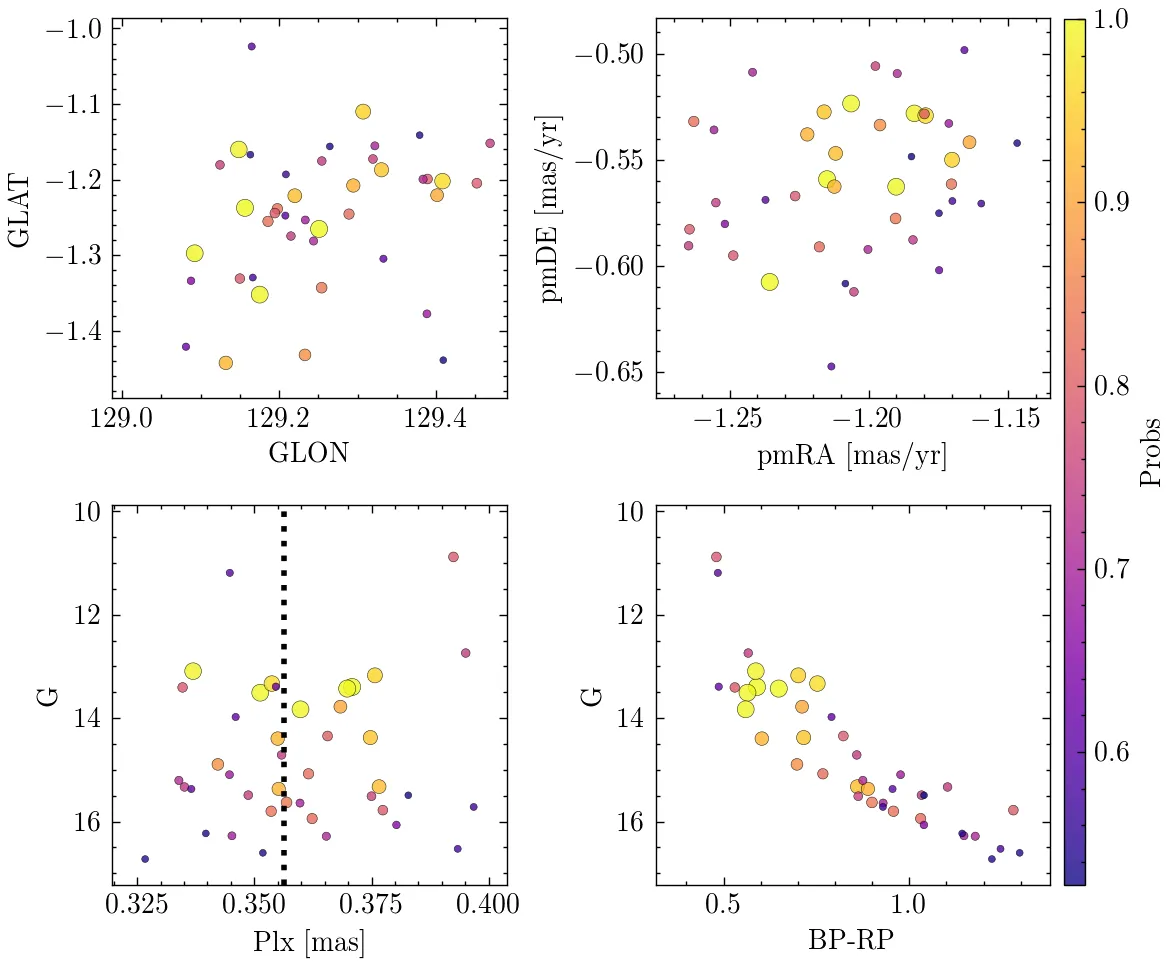 −1.0
−1.1
−1.2
−1.3
−1.4
GLAT
129.0 129.2 129.4
GLON
−0.50
−0.55
−0.60
−0.65
pmDE [mas/yr]
−1.25 −1.20 −1.15
pmRA [mas/yr]
10
12
14
16
G
0.325 0.350 0.375 0.400
Plx [mas]
10
12
14
16
G
0.5 1.0
BP-RP
1.0
0.9
0.8
0.7
0.6
Probs